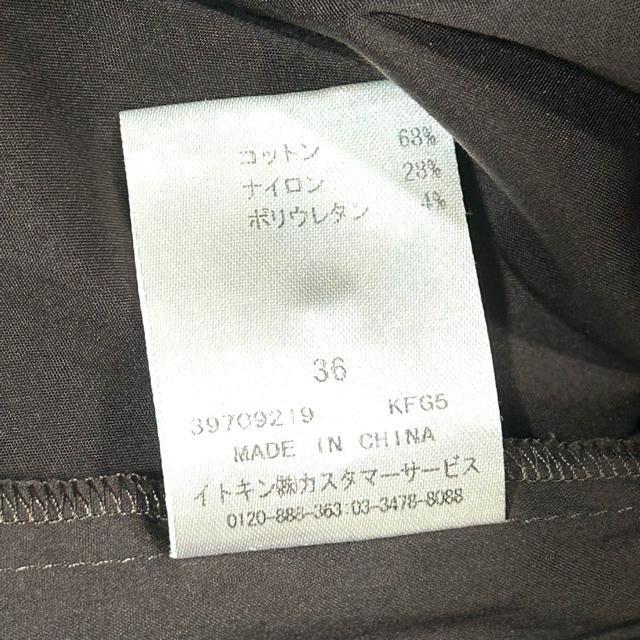 コットン 68%
ナイロン 28%
ポリウレタン 4%
36
39709219 KFG5
MADE IN CHINA
イトキン㈱カスタマーサービス
0120-888-363:03-3478-8088